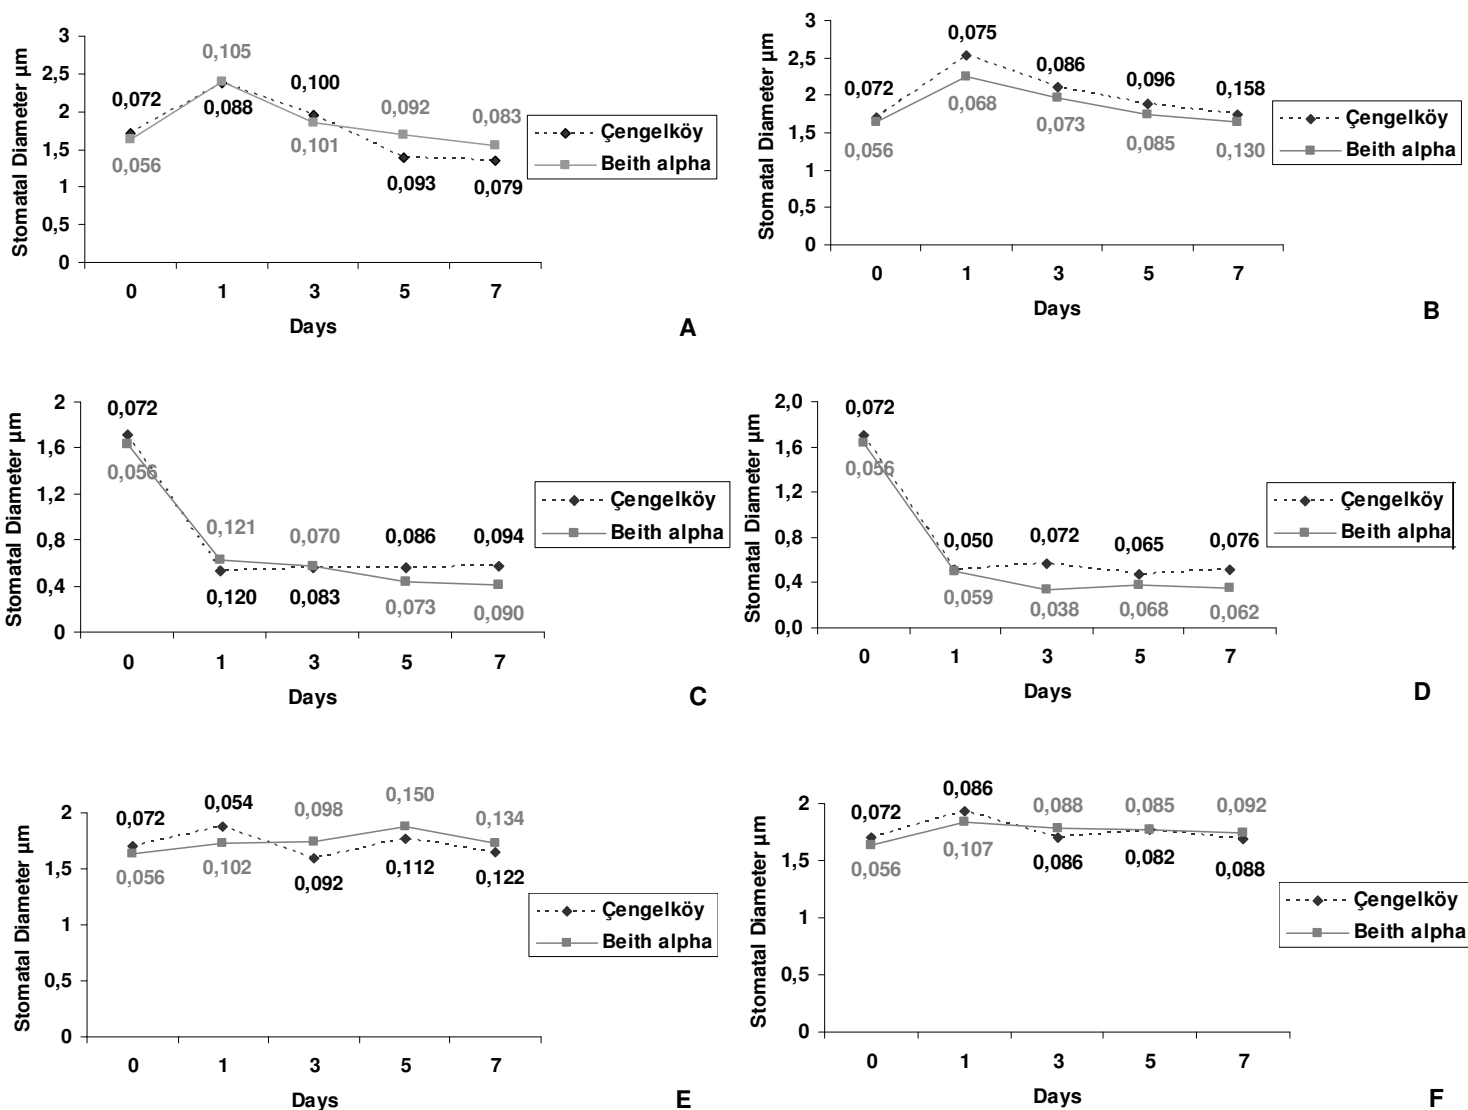 3
2,5
2
1,5
1
0,5
0
Stomatal Diameter µm
0,072
0,105
0,100
0,092
0,083
0,056
0,088
0,101
0,093
0,079
Çengelköy
Beith alpha
0 1 3 5 7
Days
A
3
2,5
2
1,5
1
0,5
0
Stomatal Diameter µm
0,072
0,075
0,086
0,096
0,158
0,056
0,068
0,073
0,085
0,130
Çengelköy
Beith alpha
0 1 3 5 7
Days
B
2
1,6
1,2
0,8
0,4
0
Stomatal Diameter µm
0,072
0,056
0,121
0,070
0,086
0,094
0,120
0,083
0,073
0,090
Çengelköy
Beith alpha
0 1 3 5 7
Days
C
2,0
1,6
1,2
0,8
0,4
0,0
Stomatal Diameter µm
0,072
0,056
0,050
0,072
0,065
0,076
0,059
0,038
0,068
0,062
Çengelköy
Beith alpha
0 1 3 5 7
Days
D
2
1,5
1
0,5
0
Stomatal Diameter µm
0,072
0,054
0,098
0,150
0,134
0,056
0,102
0,092
0,112
0,122
Çengelköy
Beith alpha
0 1 3 5 7
Days
E
2
1,5
1
0,5
0
Stomatal Diameter µm
0,072
0,086
0,088
0,085
0,092
0,056
0,107
0,086
0,082
0,088
Çengelköy
Beith alpha
0 1 3 5 7
Days
F